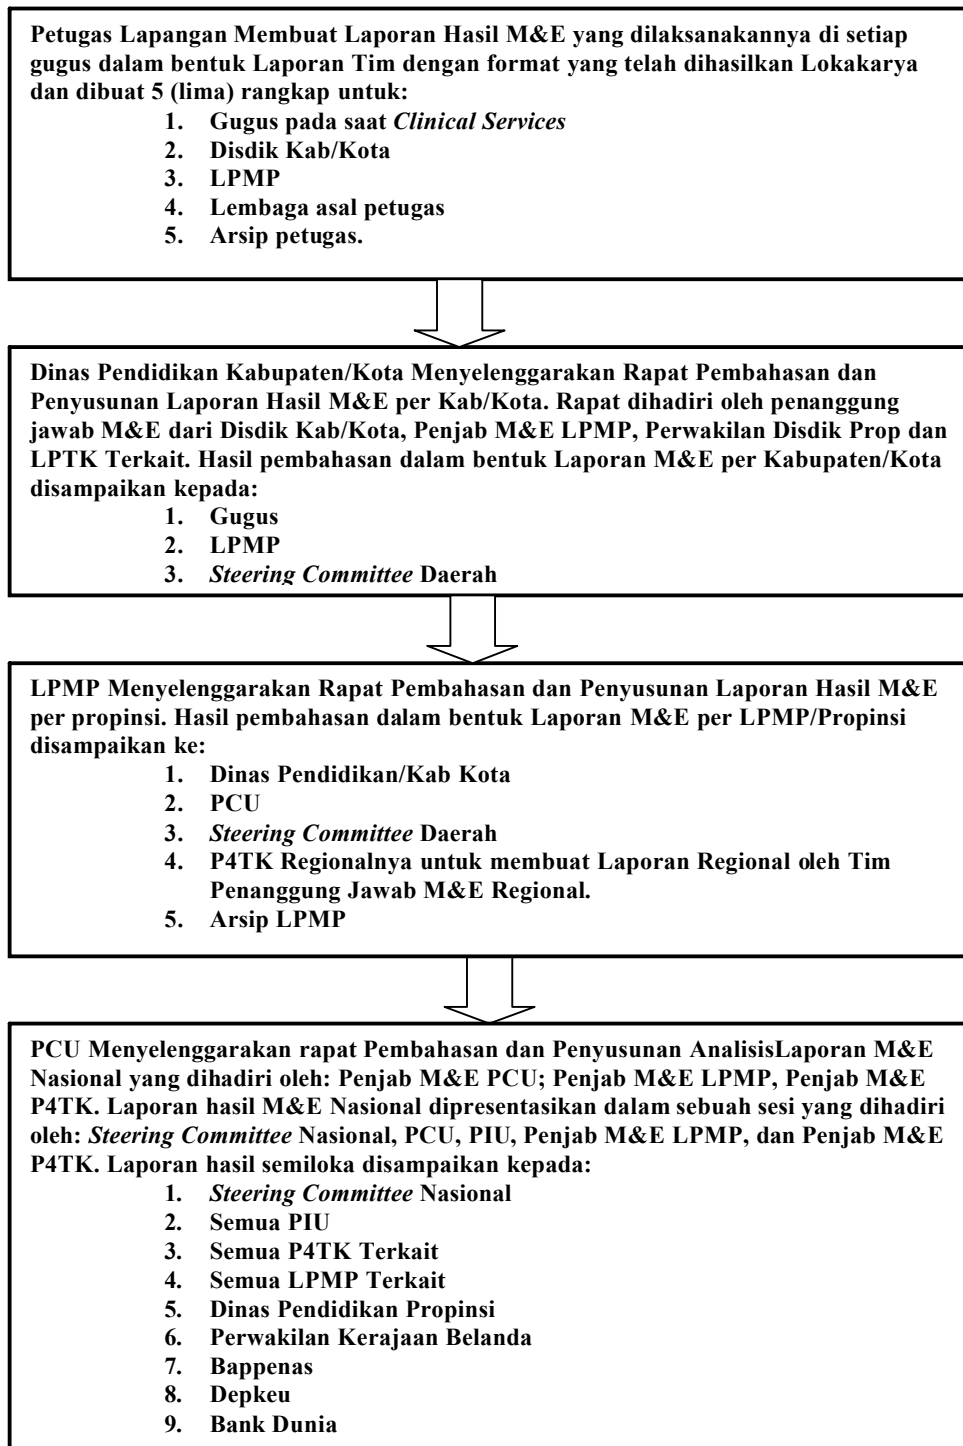 Petugas Lapangan Membuat Laporan Hasil M&E yang dilaksanakannya di setiap
gugus dalam bentuk Laporan Tim dengan format yang telah dihasilkan Lokakarya
dan dibuat 5 (lima) rangkap untuk:
1. Gugus pada saat Clinical Services
2. Disdik Kab/Kota
3. LPMP
4. Lembaga asal petugas
5. Arsip petugas.
Dinas Pendidikan Kabupaten/Kota Menyelenggarakan Rapat Pembahasan dan
Penyusunan Laporan Hasil M&E per Kab/Kota. Rapat dihadiri oleh penanggung
jawab M&E dari Disdik Kab/Kota, Penjab M&E LPMP, Perwakilan Disdik Prop dan
LPTK Terkait. Hasil pembahasan dalam bentuk Laporan M&E per Kabupaten/Kota
disampaikan kepada:
1. Gugus
2. LPMP
3. Steering Committee Daerah
LPMP Menyelenggarakan Rapat Pembahasan dan Penyusunan Laporan Hasil M&E
per propinsi. Hasil pembahasan dalam bentuk Laporan M&E per LPMP/Propinsi
disampaikan ke:
1. Dinas Pendidikan/Kab Kota
2. PCU
3. Steering Committee Daerah
4. P4TK Regionalnya untuk membuat Laporan Regional oleh Tim
Penanggung Jawab M&E Regional.
5. Arsip LPMP
PCU Menyelenggarakan rapat Pembahasan dan Penyusunan AnalisisLaporan M&E
Nasional yang dihadiri oleh: Penjab M&E PCU; Penjab M&E LPMP, Penjab M&E
P4TK. Laporan hasil M&E Nasional dipresentasikan dalam sebuah sesi yang dihadiri
oleh: Steering Committee Nasional, PCU, PIU, Penjab M&E LPMP, dan Penjab M&E
P4TK. Laporan hasil semiloka disampaikan kepada:
1. Steering Committee Nasional
2. Semua PIU
3. Semua P4TK Terkait
4. Semua LPMP Terkait
5. Dinas Pendidikan Propinsi
6. Perwakilan Kerajaan Belanda
7. Bappenas
8. Depkeu
9. Bank Dunia